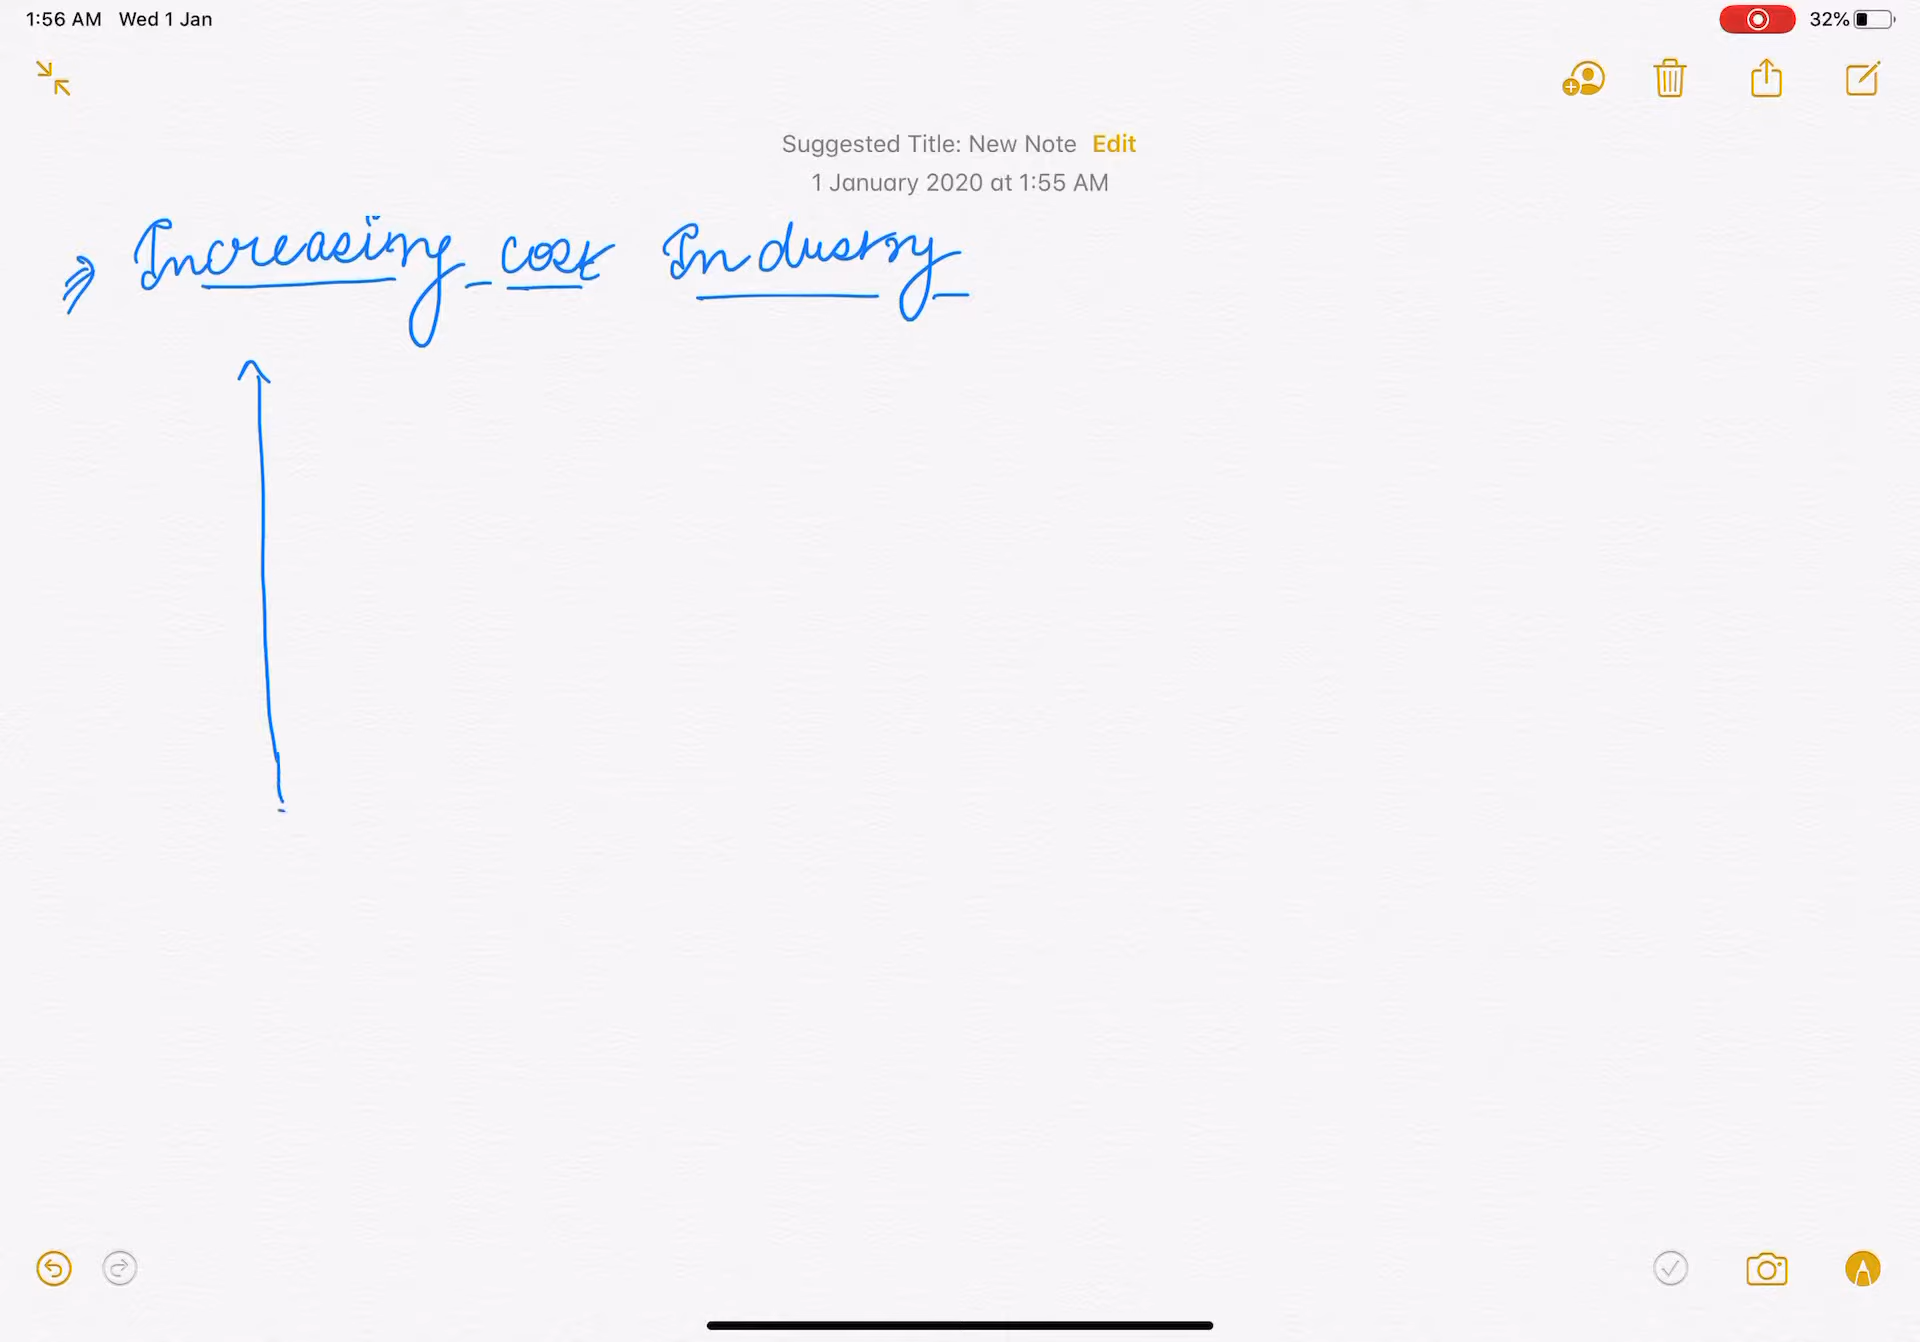 1:56 AM Wed 1 Jan 32%
Suggested Title: New Note Edit
1 January 2020 at 1:55 AM
⇒ Increasing cost Industry